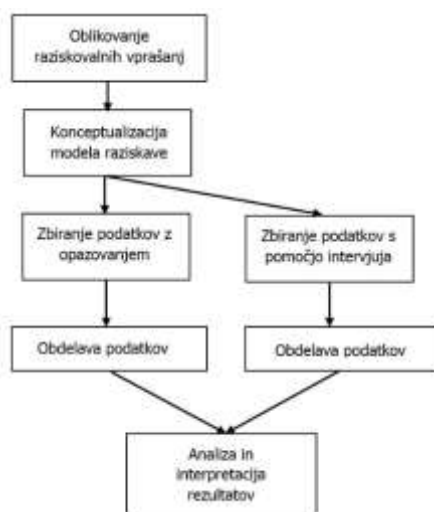 Oblikovanje
raziskovalnih vprašanj
Konceptualizacija
modela raziskave
Zbiranje podatkov z
opazovanjem
Zbiranje podatkov s
pomočjo intervjuja
Obdelava podatkov
Obdelava podatkov
Analiza in
interpretacija
rezultatov